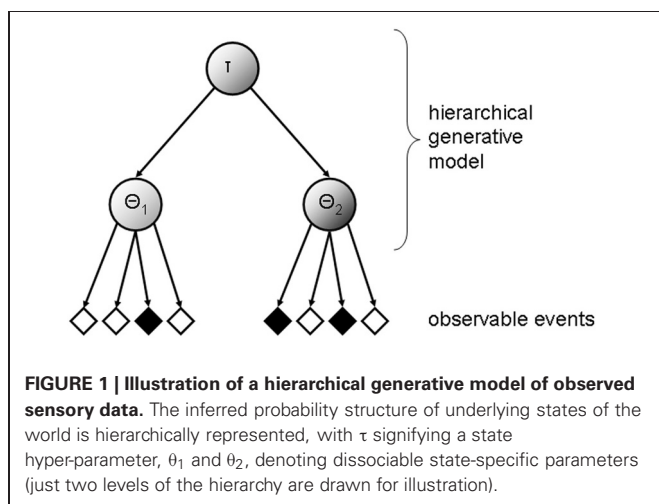 τ
hierarchical
generative
model
Θ1
Θ2
observable events
FIGURE 1 | Illustration of a hierarchical generative model of observed
sensory data. The inferred probability structure of underlying states of the
world is hierarchically represented, with τ signifying a state
hyper-parameter, θ1 and θ2, denoting dissociable state-specific parameters
(just two levels of the hierarchy are drawn for illustration).